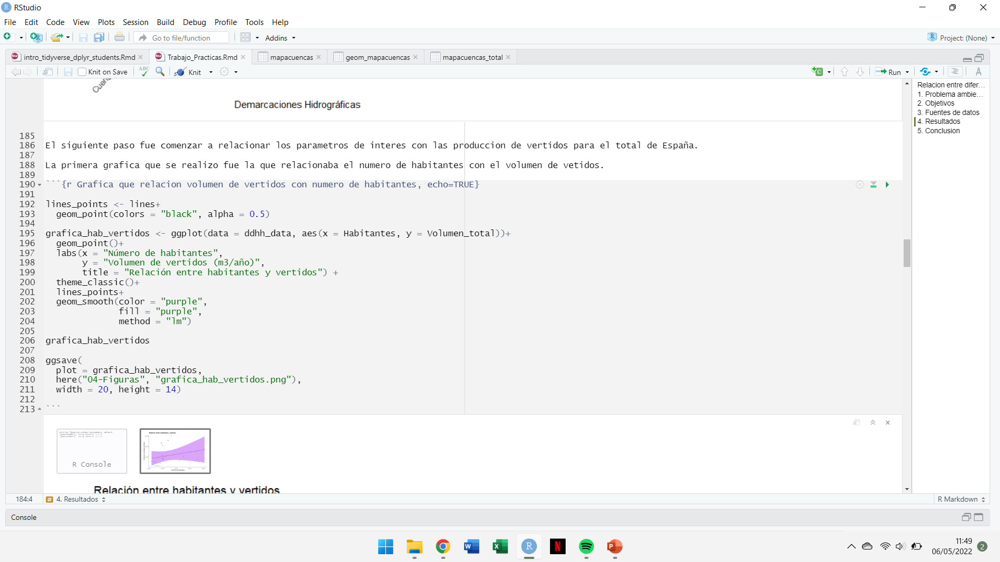 RStudio
File Edit Code View Plots Session Build Debug Profile Tools Help
Go to file/function Addins Project: (None)
intro_tidyverse_dplyr_students.Rmd Trabajo_Practicas.Rmd mapacuencas geom_mapacuencas mapacuencas_total
Knit on Save ABC Knit Run
Demarcaciones Hidrográficas
185
186 El siguiente paso fue comenzar a relacionar los parametros de interes con las produccion de vertidos para el total de España.
187
188 La primera grafica que se realizo fue la que relacionaba el numero de habitantes con el volumen de vetidos.
189
190 ```{r Grafica que relacion volumen de vertidos con numero de habitantes, echo=TRUE}
191
192 lines_points <- lines+
193 geom_point(colors = "black", alpha = 0.5)
194
195 grafica_hab_vertidos <- ggplot(data = ddhh_data, aes(x = Habitantes, y = Volumen_total))+
196 geom_point()+
197 labs(x = "Número de habitantes",
198 y = "Volumen de vertidos (m3/año)",
199 title = "Relación entre habitantes y vertidos") +
200 theme_classic()+
201 lines_points+
202 geom_smooth(color = "purple",
203 fill = "purple",
204 method = "lm")
205
206 grafica_hab_vertidos
207
208 ggsave(
209 plot = grafica_hab_vertidos,
210 here("04-Figuras", "grafica_hab_vertidos.png"),
211 width = 20, height = 14)
212
213 ```
R Console
Relación entre habitantes y vertidos
Relacion entre difer...
1. Problema ambie...
2. Objetivos
3. Fuentes de datos
4. Resultados
5. Conclusion
184:4 4. Resultados R Markdown
Console
11:49
06/05/2022 2